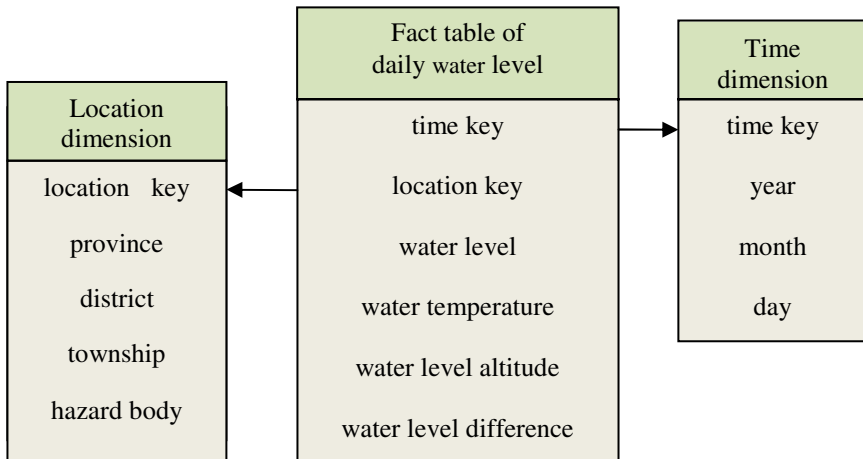 Location
dimension
location key
province
district
township
hazard body
Fact table of
daily water level
time key
location key
water level
water temperature
water level altitude
water level difference
Time
dimension
time key
year
month
day